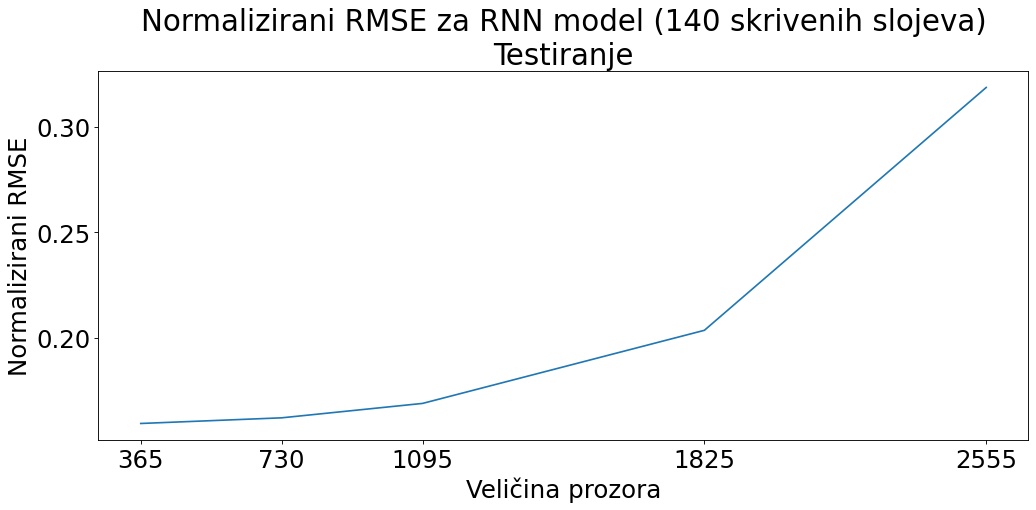 Normalizirani RMSE za RNN model (140 skrivenih slojeva)
Testiranje
Normalizirani RMSE
0.30
0.25
0.20
365 730 1095 1825 2555
Veličina prozora